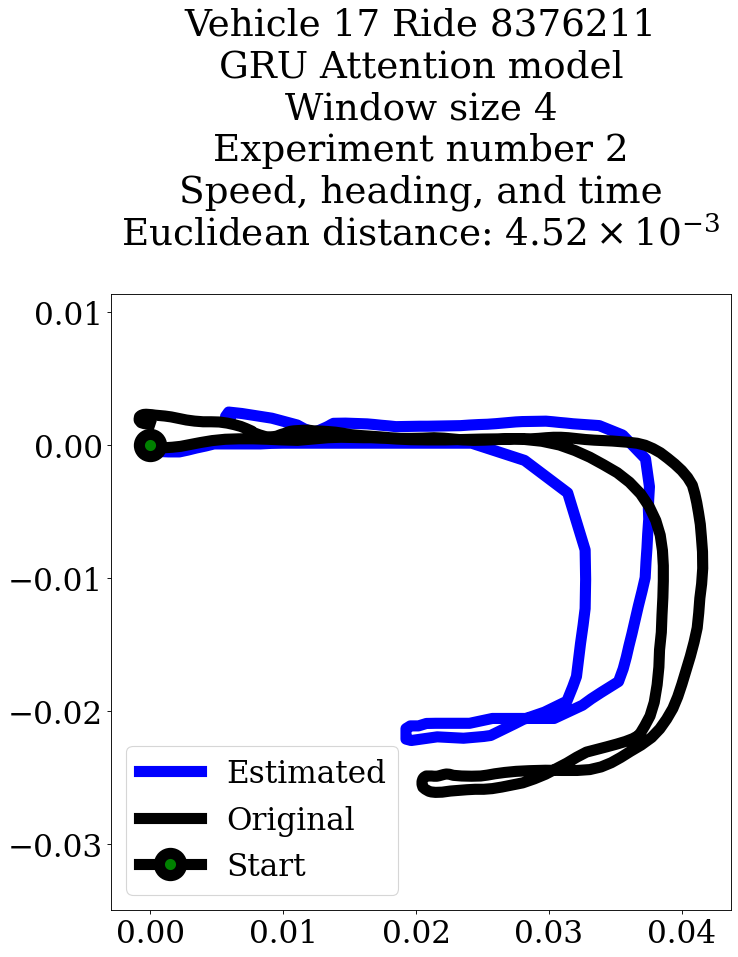 Vehicle 17 Ride 8376211
GRU Attention model
Window size 4
Experiment number 2
Speed, heading, and time
Euclidean distance: 4.52 × 10⁻³
0.01
0.00
−0.01
−0.02
−0.03
Estimated
Original
Start
0.00 0.01 0.02 0.03 0.04